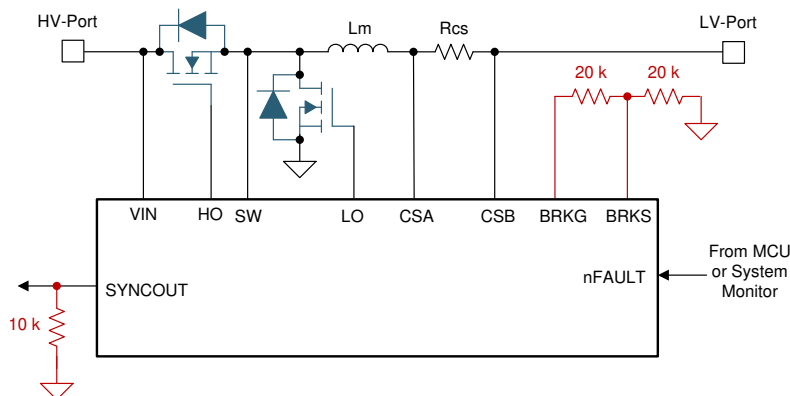 HV-Port
Lm
Rcs
LV-Port
20 k
20 k
VIN
HO
SW
LO
CSA
CSB
BRKG
BRKS
SYNCOUT
nFAULT
From MCU
or System
Monitor
10 k